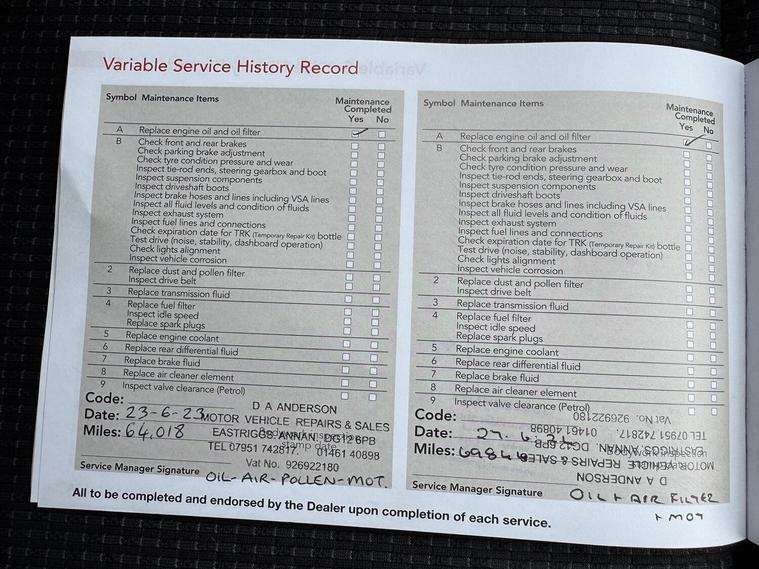 Variable Service History Record
Symbol Maintenance Items
Maintenance
Completed
Yes No
A Replace engine oil and oil filter
B Check front and rear brakes
Check parking brake adjustment
Check tyre condition pressure and wear
Inspect tie-rod ends, steering gearbox and boot
Inspect suspension components
Inspect driveshaft boots
Inspect brake hoses and lines including VSA lines
Inspect all fluid levels and condition of fluids
Inspect exhaust system
Inspect fuel lines and connections
Check expiration date for TRK (Temporary Repair Kit) bottle
Test drive (noise, stability, dashboard operation)
Check lights alignment
Inspect vehicle corrosion
2 Replace dust and pollen filter
Inspect drive belt
3 Replace transmission fluid
4 Replace fuel filter
Inspect idle speed
Replace spark plugs
5 Replace engine coolant
6 Replace rear differential fluid
7 Replace brake fluid
8 Replace air cleaner element
9 Inspect valve clearance (Petrol)
Code:
D A ANDERSON
Date: 23-6-23
MOTOR VEHICLE REPAIRS & SALES
Miles: 64,018
EASTRIGGS, ANNAN, DG12 6PB
stamp date
TEL 07951 742817, 01461 40898
Vat No. 926922180
Service Manager Signature OIL-AIR-POLLEN-MOT.
Symbol Maintenance Items
Maintenance
Completed
Yes No
A Replace engine oil and oil filter
B Check front and rear brakes
Check parking brake adjustment
Check tyre condition pressure and wear
Inspect tie-rod ends, steering gearbox and boot
Inspect suspension components
Inspect driveshaft boots
Inspect brake hoses and lines including VSA lines
Inspect all fluid levels and condition of fluids
Inspect exhaust system
Inspect fuel lines and connections
Check expiration date for TRK (Temporary Repair Kit) bottle
Test drive (noise, stability, dashboard operation)
Check lights alignment
Inspect vehicle corrosion
2 Replace dust and pollen filter
Inspect drive belt
3 Replace transmission fluid
4 Replace fuel filter
Inspect idle speed
Replace spark plugs
5 Replace engine coolant
6 Replace rear differential fluid
7 Replace brake fluid
8 Replace air cleaner element
9 Inspect valve clearance (Petrol)
Code:
Vat No. 926922180
Date:
TEL 07951 742817, 01461 40898
EASTRIGGS, ANNAN, DG12 6PB
Miles:
MOTOR VEHICLE REPAIRS & SALES
D A ANDERSON
Service Manager Signature OIL + AIR FILTER
+ MOT
All to be completed and endorsed by the Dealer upon completion of each service.